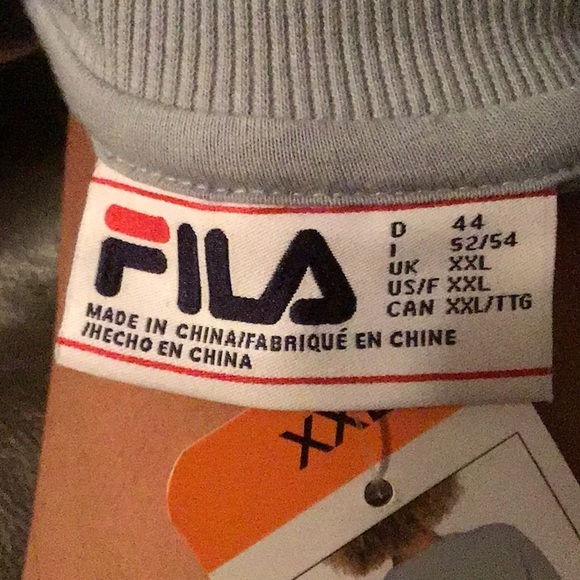 FILA
D 44
I 52/54
UK XXL
US/F XXL
CAN XXL/TTG
MADE IN CHINA/FABRIQUÉ EN CHINE
/HECHO EN CHINA
XXL